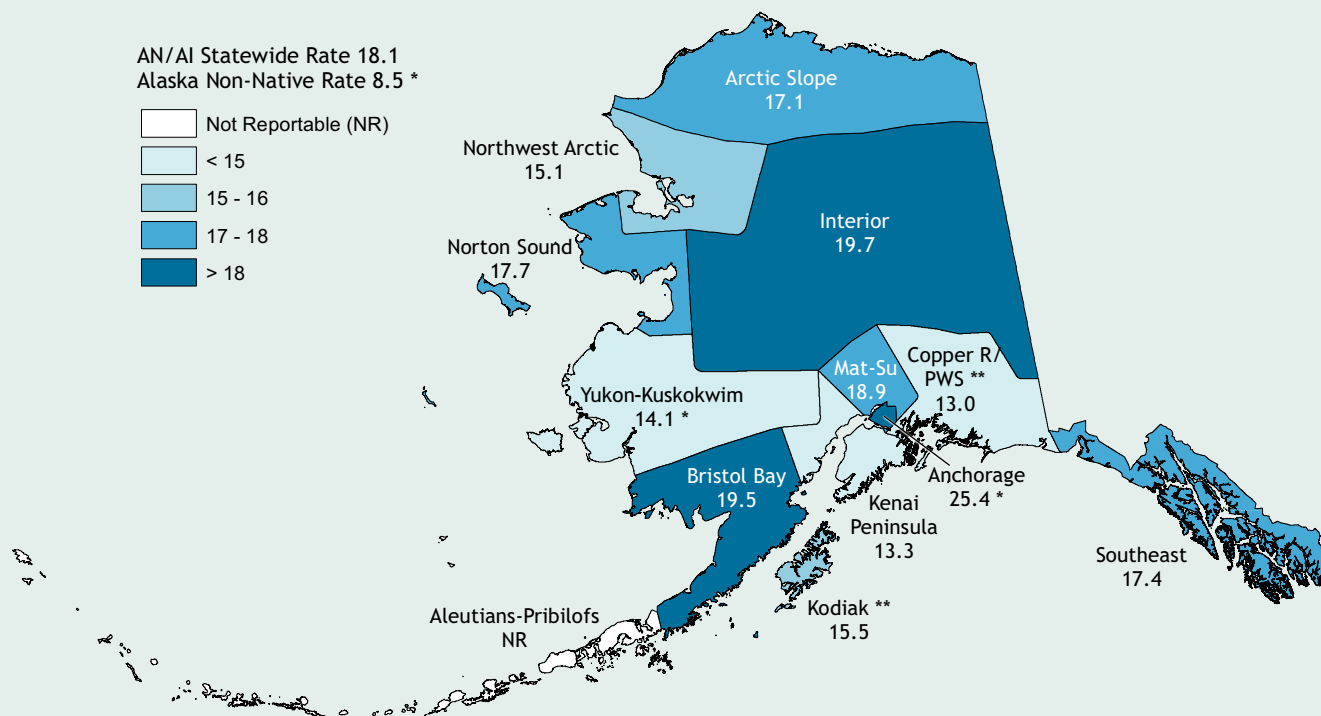 AN/AI Statewide Rate 18.1
Alaska Non-Native Rate 8.5 *
Not Reportable (NR)
< 15
15 - 16
17 - 18
> 18
Arctic Slope
17.1
Northwest Arctic
15.1
Interior
19.7
Norton Sound
17.7
Mat-Su
18.9
Copper R/
PWS **
13.0
Yukon-Kuskokwim
14.1 *
Bristol Bay
19.5
Anchorage
25.4 *
Kenai
Peninsula
13.3
Southeast
17.4
Kodiak **
15.5
Aleutians-Pribilofs
NR